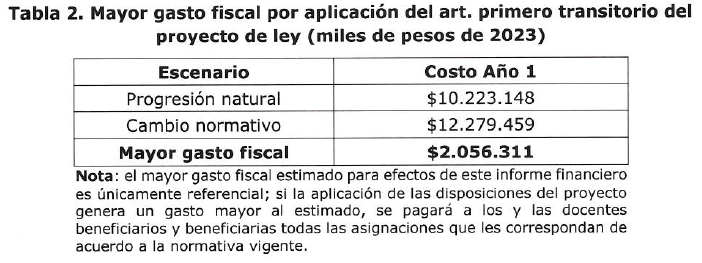 Tabla 2. Mayor gasto fiscal por aplicación del art. primero transitorio del
proyecto de ley (miles de pesos de 2023)
Escenario Costo Año 1
Progresión natural $10.223.148
Cambio normativo $12.279.459
Mayor gasto fiscal $2.056.311
Nota: el mayor gasto fiscal estimado para efectos de este informe financiero
es únicamente referencial; si la aplicación de las disposiciones del proyecto
genera un gasto mayor al estimado, se pagará a los y las docentes
beneficiarios y beneficiarias todas las asignaciones que les correspondan de
acuerdo a la normativa vigente.